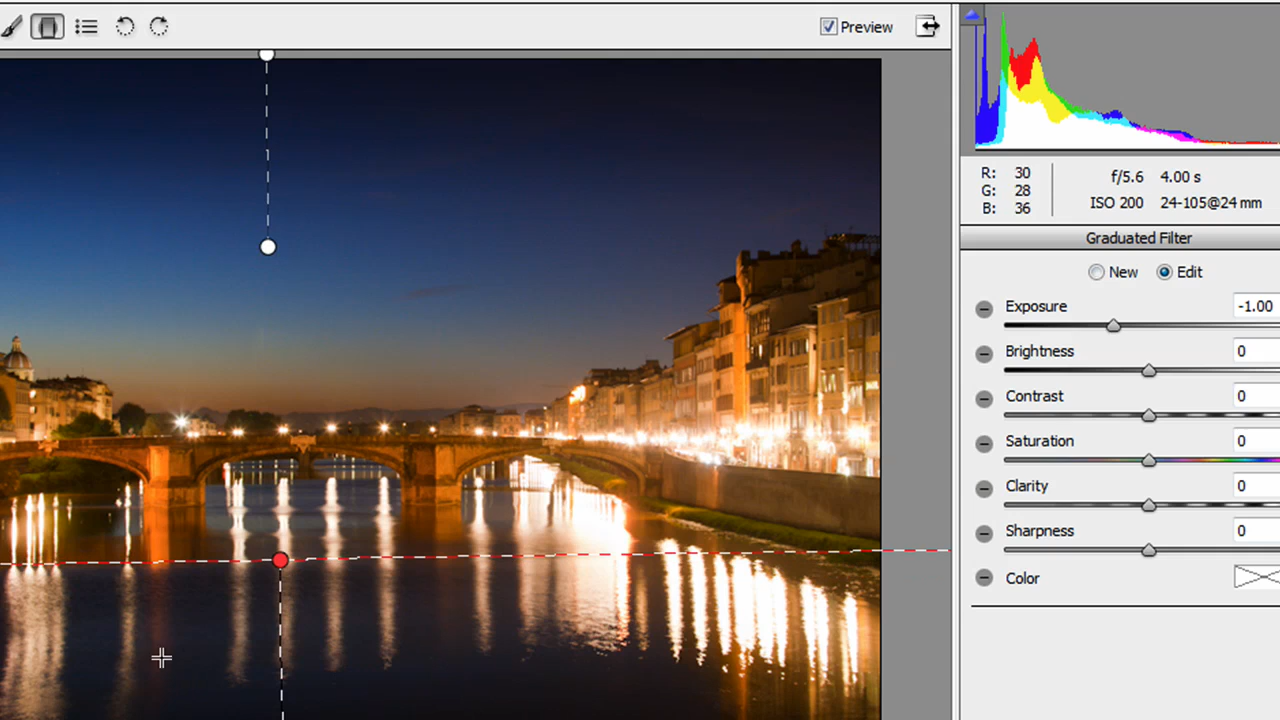 Preview
R: 30
G: 28
B: 36
f/5.6 4.00 s
ISO 200 24-105@24 mm
Graduated Filter
New Edit
Exposure -1.00
Brightness 0
Contrast 0
Saturation 0
Clarity 0
Sharpness 0
Color